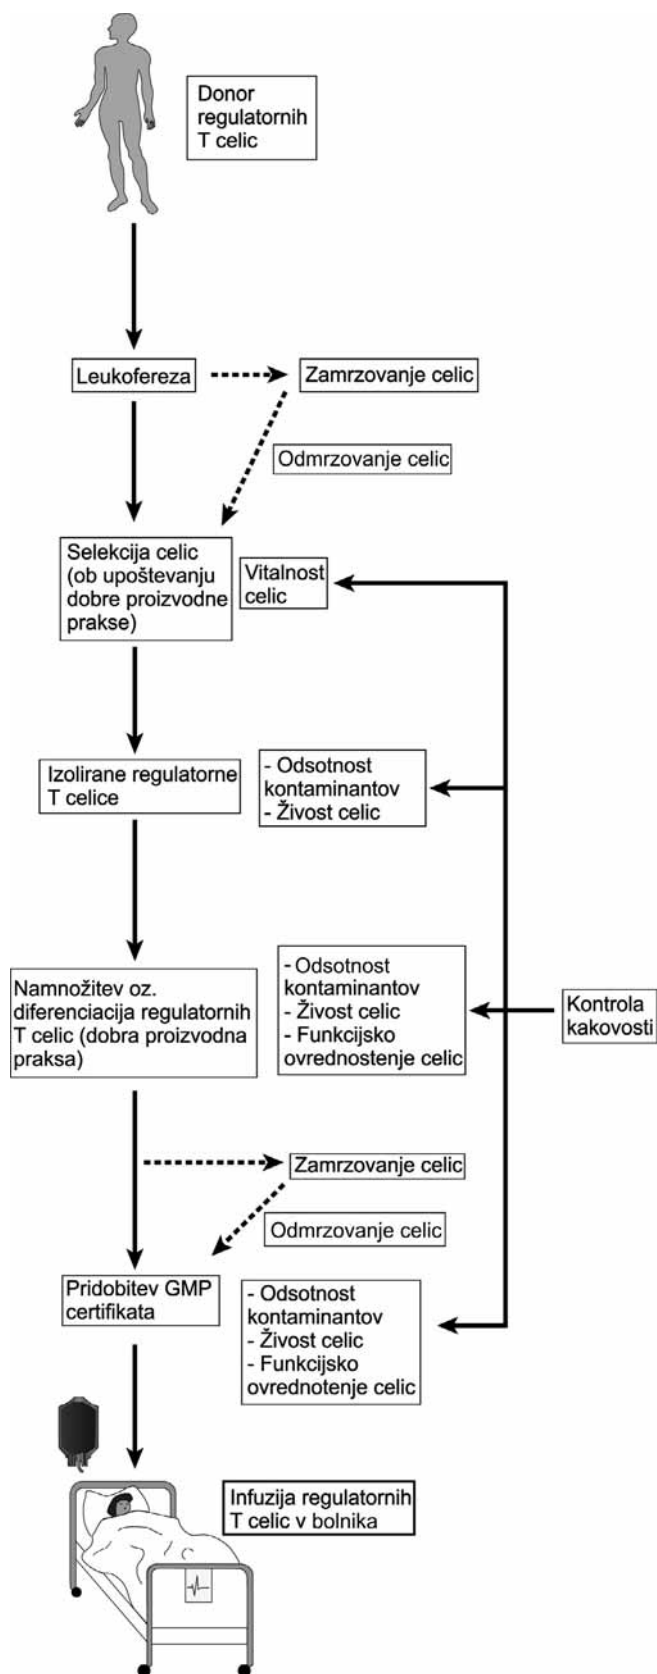 Donor
regulatornih
T celic
Leukofereza
Zamrzovanje celic
Odmrzovanje celic
Selekcija celic
(ob upoštevanju
dobre proizvodne
prakse)
Vitalnost
celic
Izolirane regulatorne
T celice
- Odsotnost
kontaminantov
- Živost celic
Namnožitev oz.
diferenciacija regulatornih
T celic (dobra proizvodna
praksa)
- Odsotnost
kontaminantov
- Živost celic
- Funkcijsko
ovrednostenje celic
Kontrola
kakovosti
Zamrzovanje celic
Odmrzovanje celic
Pridobitev GMP
certifikata
- Odsotnost
kontaminantov
- Živost celic
- Funkcijsko
ovrednotenje celic
Infuzija regulatornih
T celic v bolnika